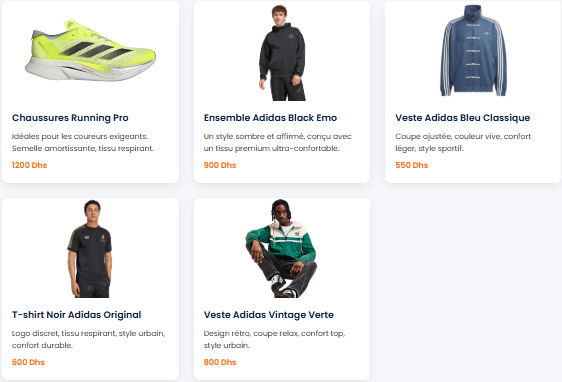 Chaussures Running Pro
Idéales pour les coureurs exigeants.
Semelle amortissante, tissu respirant.
1200 Dhs
Ensemble Adidas Black Emo
Un style sombre et affirmé, conçu avec
un tissu premium ultra-confortable.
900 Dhs
Veste Adidas Bleu Classique
Coupe ajustée, couleur vive, confort
léger, style sportif.
550 Dhs
T-shirt Noir Adidas Original
Logo discret, tissu respirant, style urbain,
confort durable.
600 Dhs
Veste Adidas Vintage Verte
Design rétro, coupe relax, confort top,
style urbain.
800 Dhs